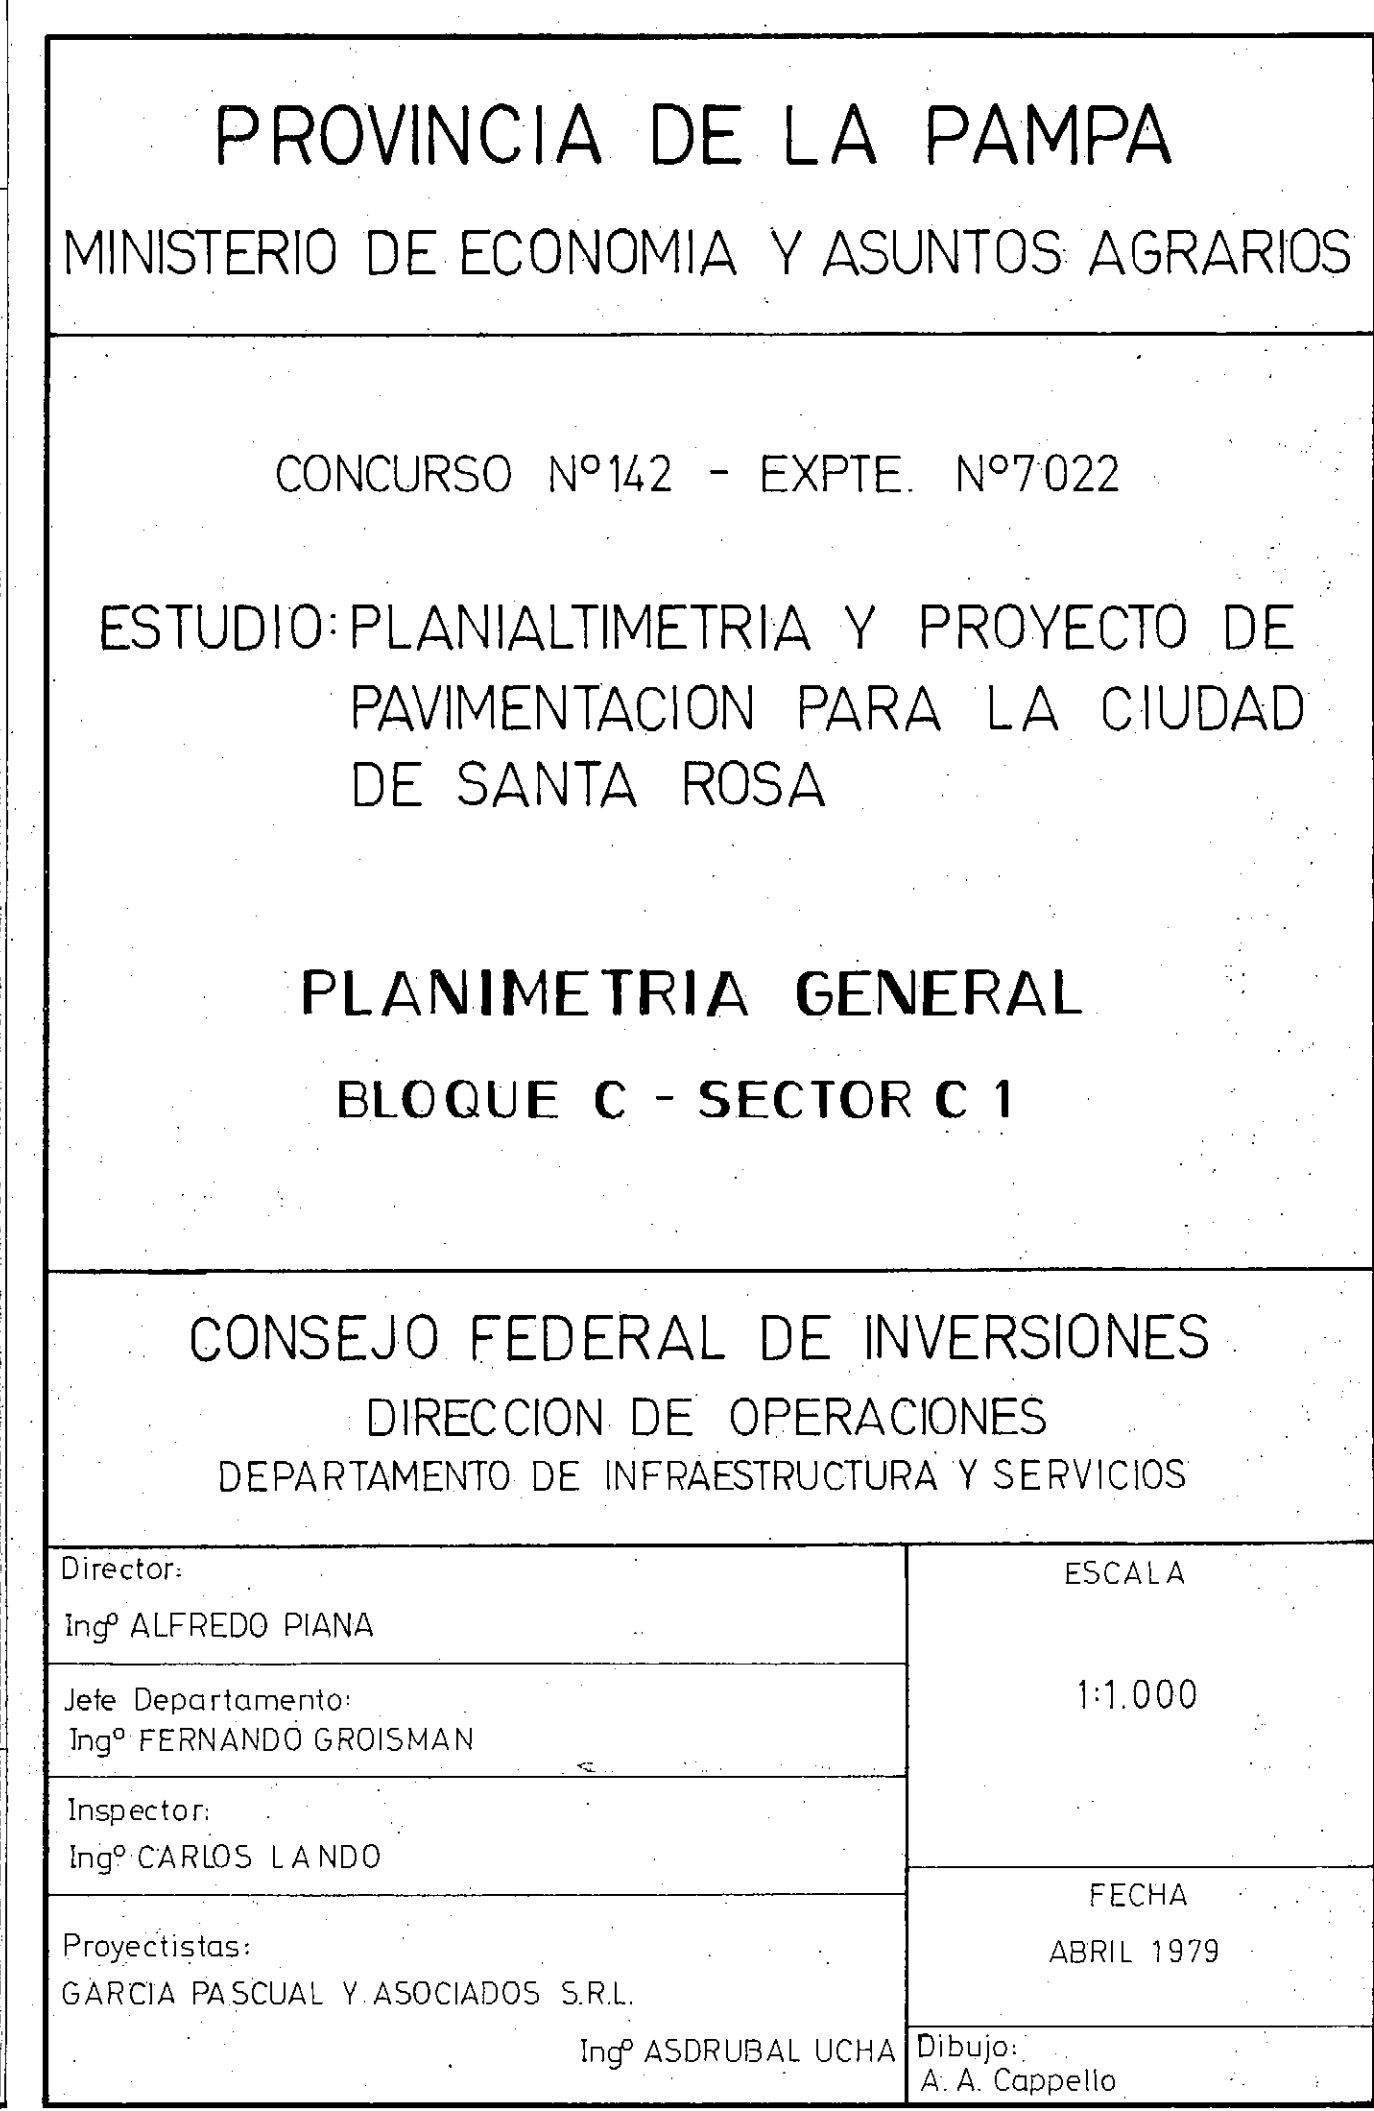 PROVINCIA DE LA PAMPA
MINISTERIO DE ECONOMIA Y ASUNTOS AGRARIOS
CONCURSO Nº142 - EXPTE. Nº7022
ESTUDIO: PLANIALTIMETRIA Y PROYECTO DE
PAVIMENTACION PARA LA CIUDAD
DE SANTA ROSA
PLANIMETRIA GENERAL
BLOQUE C - SECTOR C 1
CONSEJO FEDERAL DE INVERSIONES
DIRECCION DE OPERACIONES
DEPARTAMENTO DE INFRAESTRUCTURA Y SERVICIOS
Director:
Ingº ALFREDO PIANA
Jefe Departamento:
Ingº FERNANDO GROISMAN
Inspector:
Ingº CARLOS LANDO
Proyectistas:
GARCIA PASCUAL Y ASOCIADOS S.R.L.
Ingº ASDRUBAL UCHA
ESCALA
1:1.000
FECHA
ABRIL 1979
Dibujo:
A. A. Cappello